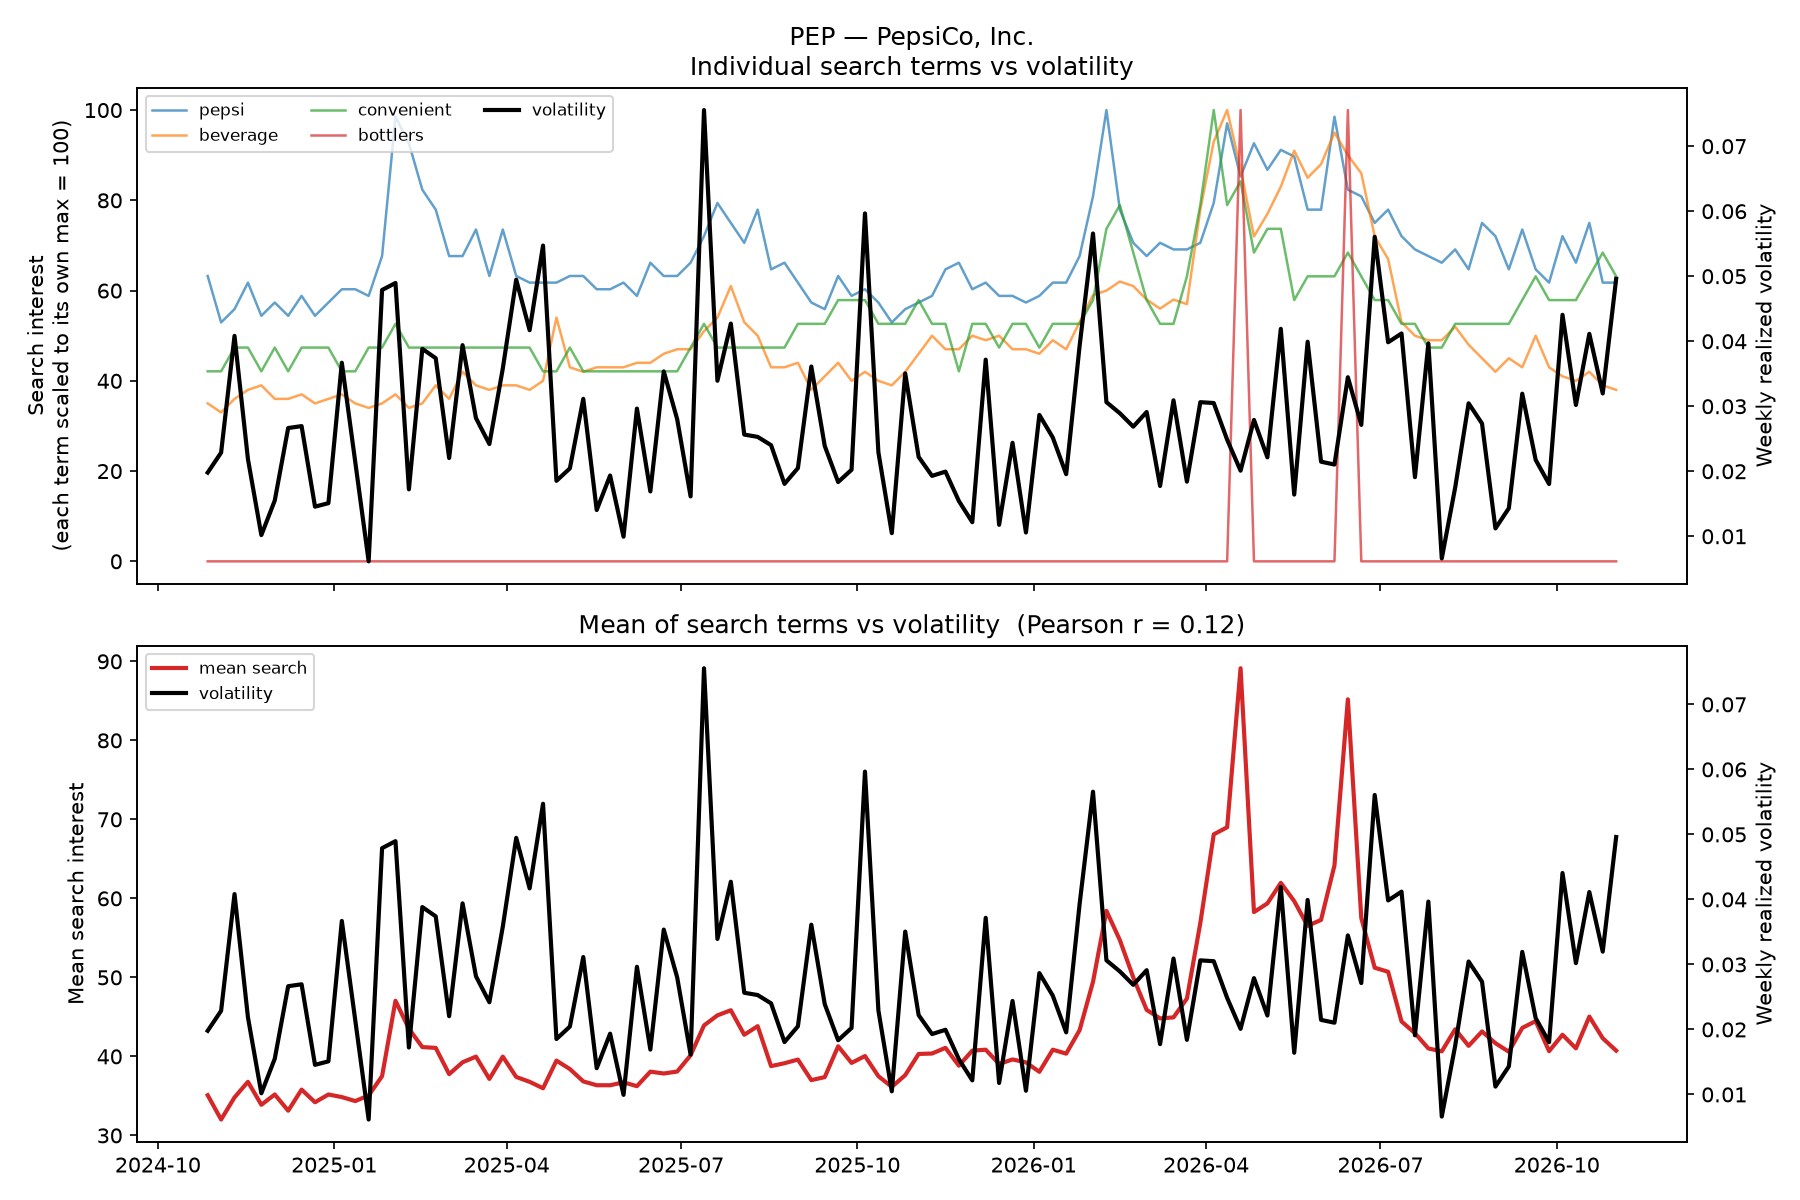 PEP — PepsiCo, Inc.
Individual search terms vs volatility
pepsi
beverage
convenient
bottlers
volatility
Search interest
(each term scaled to its own max = 100)
100
80
60
40
20
0
0.07
0.06
0.05
0.04
0.03
0.02
0.01
Weekly realized volatility
Mean of search terms vs volatility (Pearson r = 0.12)
mean search
volatility
Mean search interest
90
80
70
60
50
40
30
0.07
0.06
0.05
0.04
0.03
0.02
0.01
Weekly realized volatility
2024-10
2025-01
2025-04
2025-07
2025-10
2026-01
2026-04
2026-07
2026-10